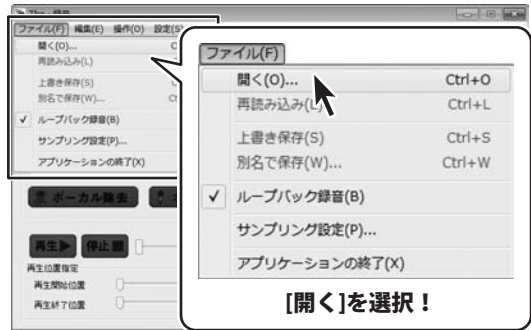 The・録音
ファイル(F) 編集(E) 操作(O) 設定(S)
開く(O)...
再読み込み(L)
上書き保存(S)
別名で保存(W)...
✓ ループバック録音(B)
サンプリング設定(P)...
アプリケーションの終了(X)
ボーカル除去
再生▶ 停止■
再生位置指定
再生開始位置
再生終了位置
ファイル(F)
開く(O)... Ctrl+O
再読み込み(L) Ctrl+L
上書き保存(S) Ctrl+S
別名で保存(W)... Ctrl+W
✓ ループバック録音(B)
サンプリング設定(P)...
アプリケーションの終了(X)
[開く]を選択！